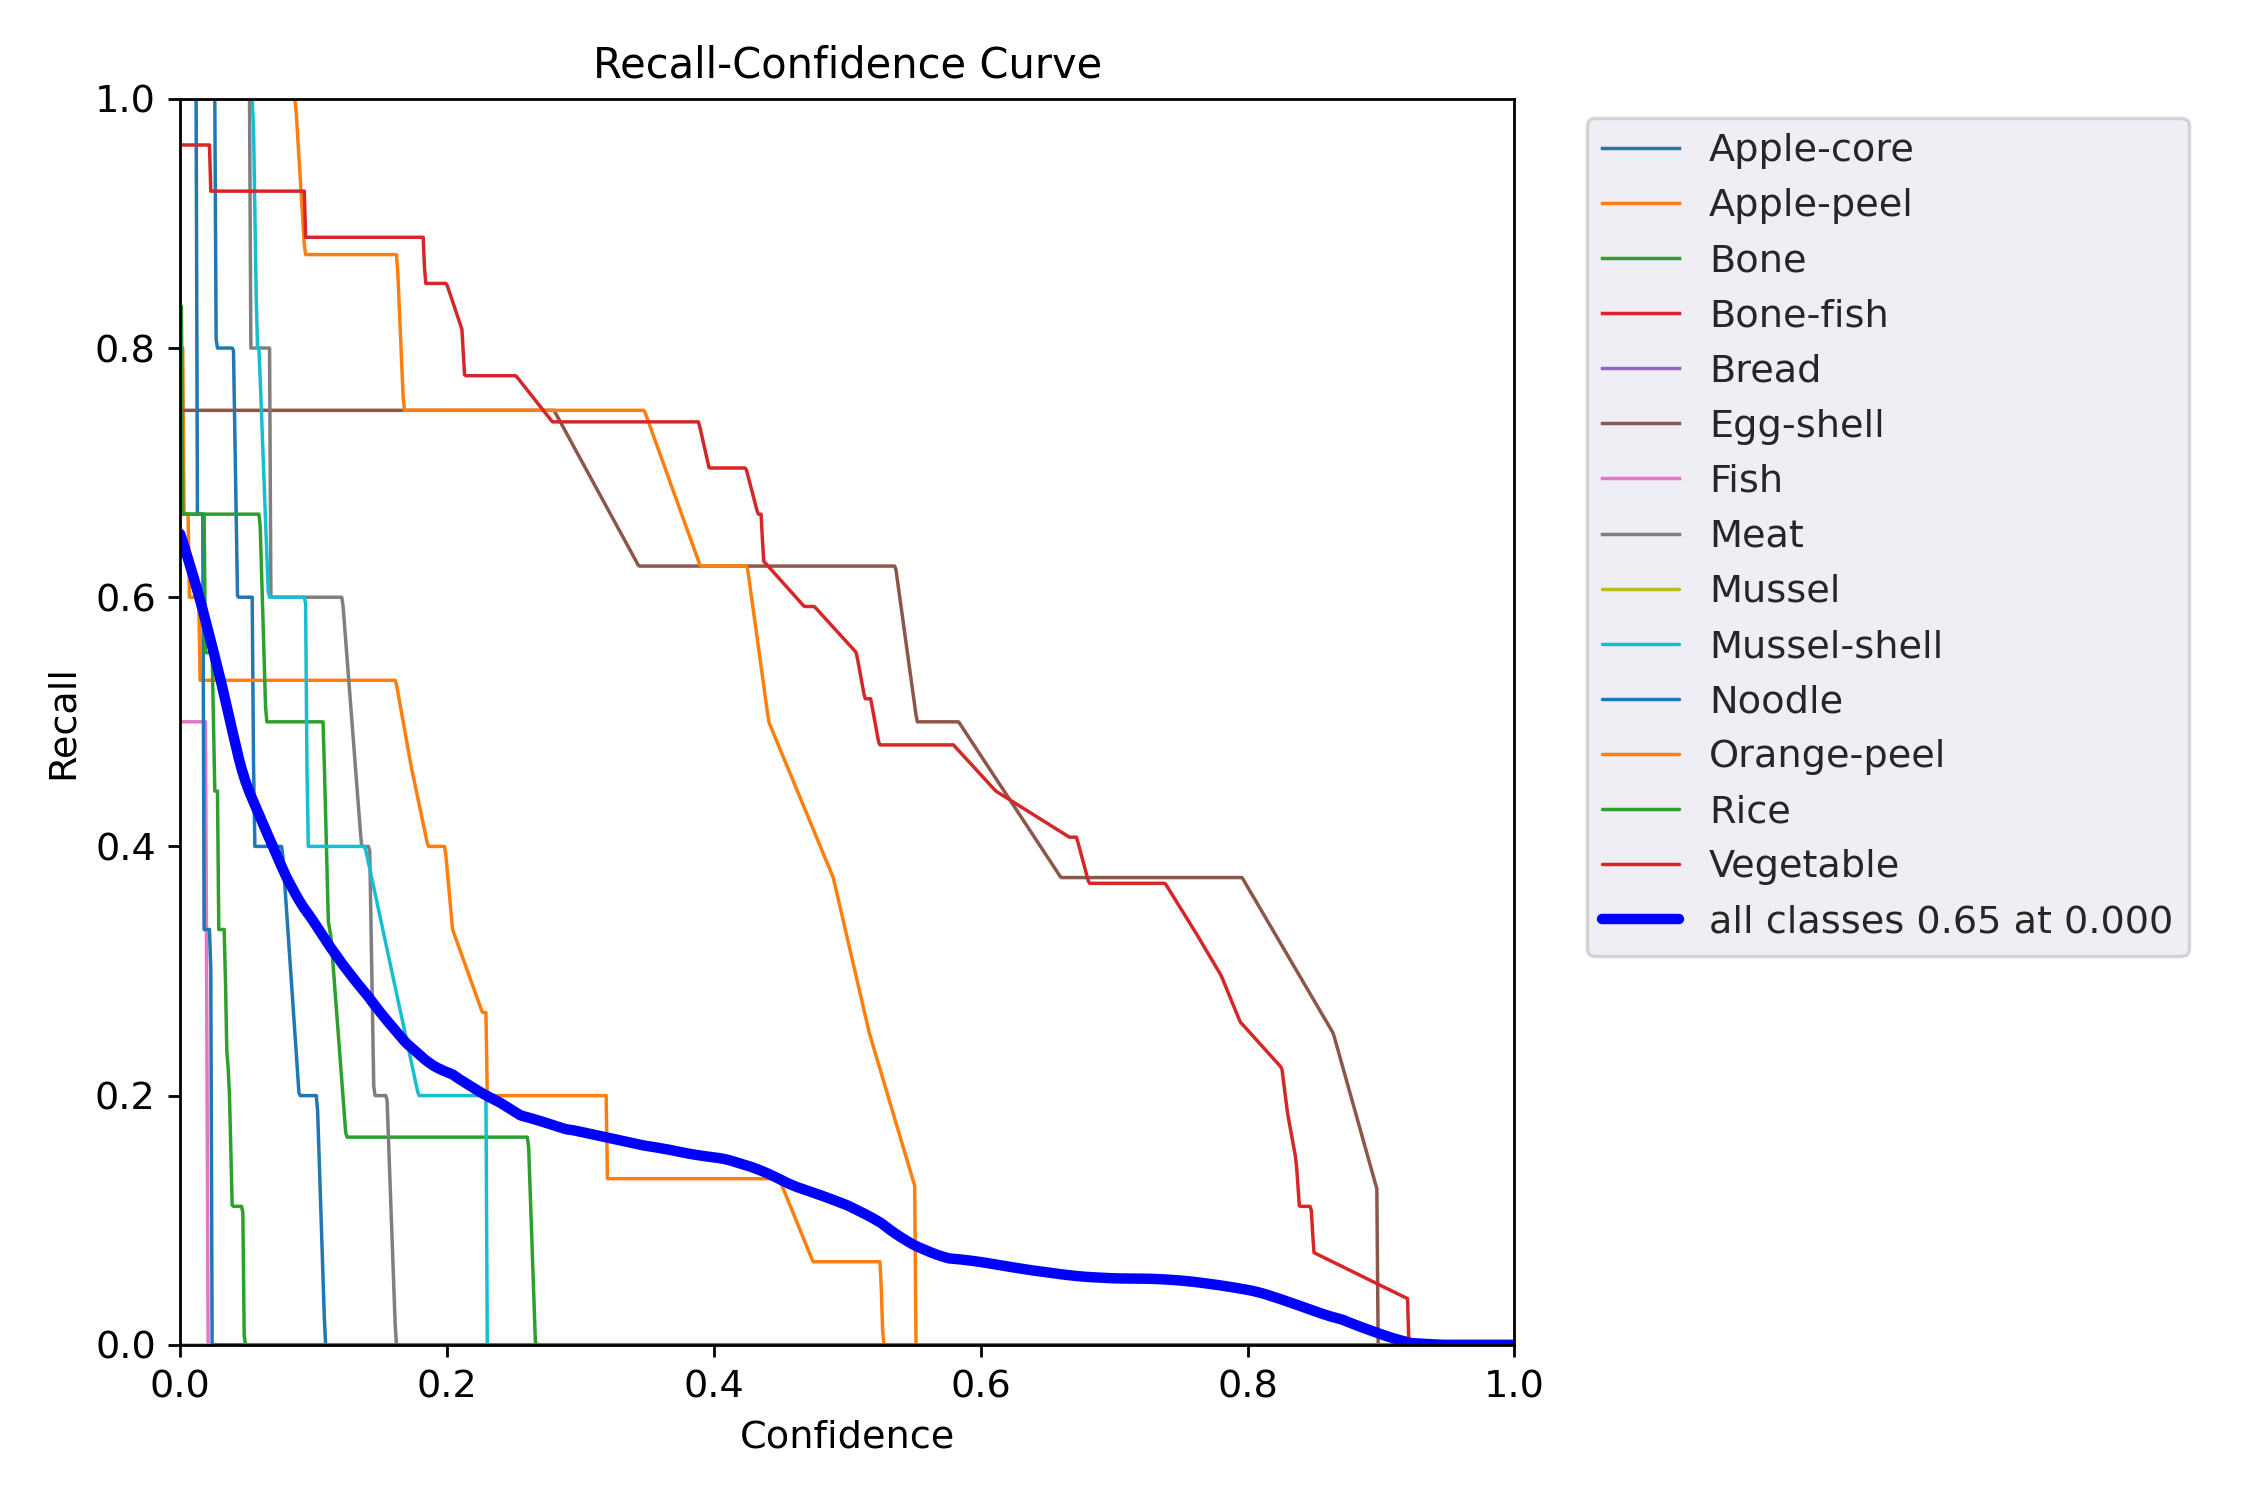 Recall-Confidence Curve
1.0
0.8
0.6
0.4
0.2
0.0
Recall
0.0 0.2 0.4 0.6 0.8 1.0
Confidence
Apple-core
Apple-peel
Bone
Bone-fish
Bread
Egg-shell
Fish
Meat
Mussel
Mussel-shell
Noodle
Orange-peel
Rice
Vegetable
all classes 0.65 at 0.000